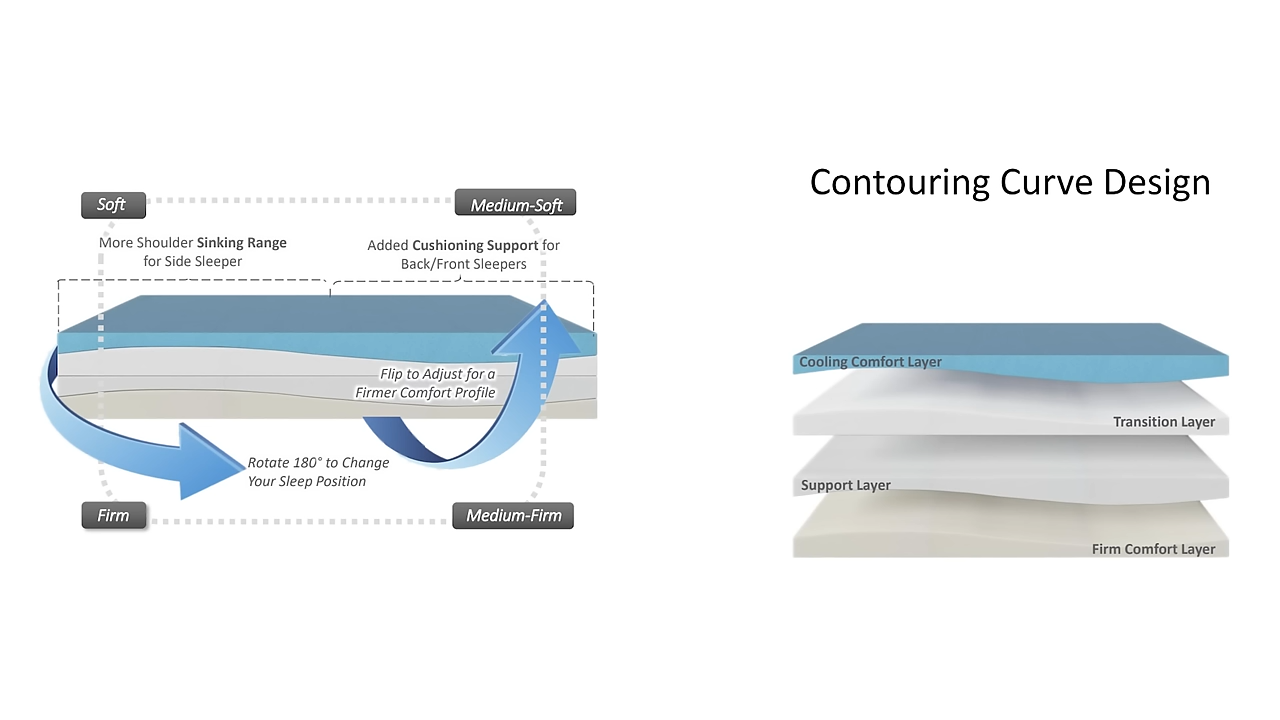 Contouring Curve Design
Soft
Medium-Soft
More Shoulder Sinking Range
for Side Sleeper
Added Cushioning Support for
Back/Front Sleepers
Flip to Adjust for a
Firmer Comfort Profile
Rotate 180° to Change
Your Sleep Position
Firm
Medium-Firm
Cooling Comfort Layer
Transition Layer
Support Layer
Firm Comfort Layer